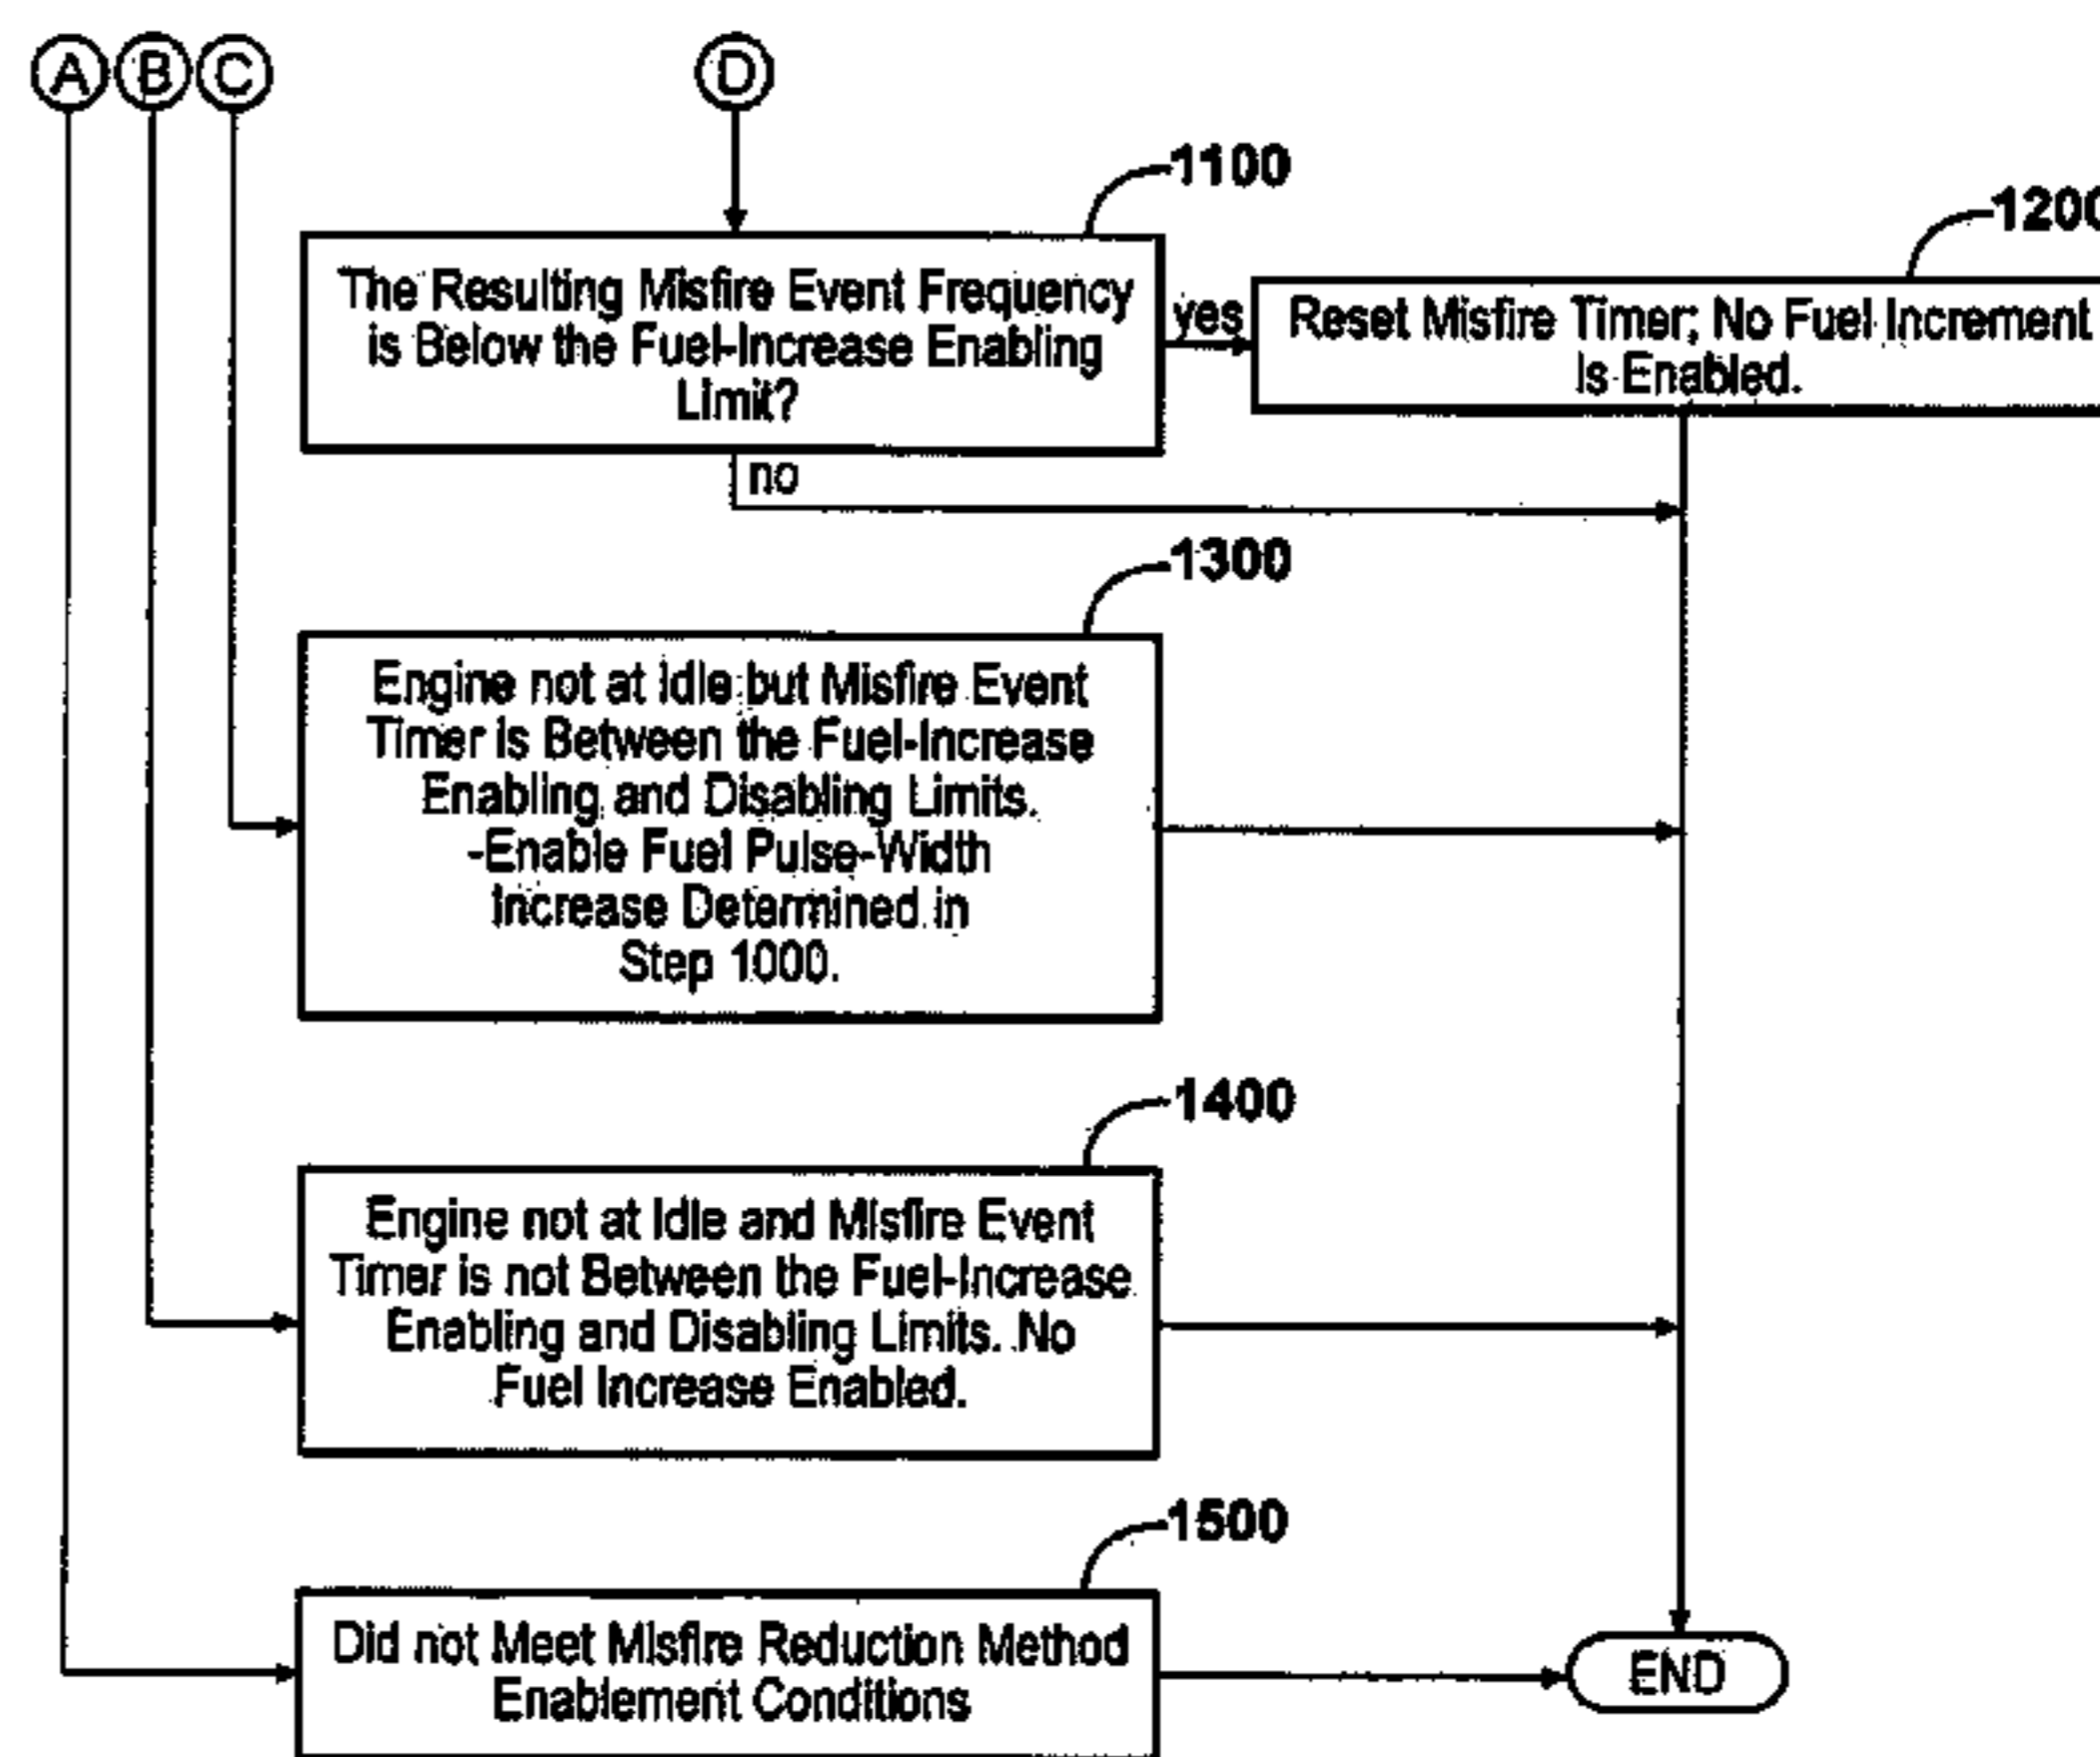 A B C D
1100
The Resulting Misfire Event Frequency
is Below the Fuel-Increase Enabling
Limit?
yes
no
1200
Reset Misfire Timer; No Fuel Increment
Is Enabled.
1300
Engine not at Idle but Misfire Event
Timer is Between the Fuel-Increase
Enabling and Disabling Limits.
-Enable Fuel Pulse-Width
Increase Determined in
Step 1000.
1400
Engine not at Idle and Misfire Event
Timer is not Between the Fuel-Increase
Enabling and Disabling Limits. No
Fuel Increase Enabled.
1500
Did not Meet Misfire Reduction Method
Enablement Conditions
END